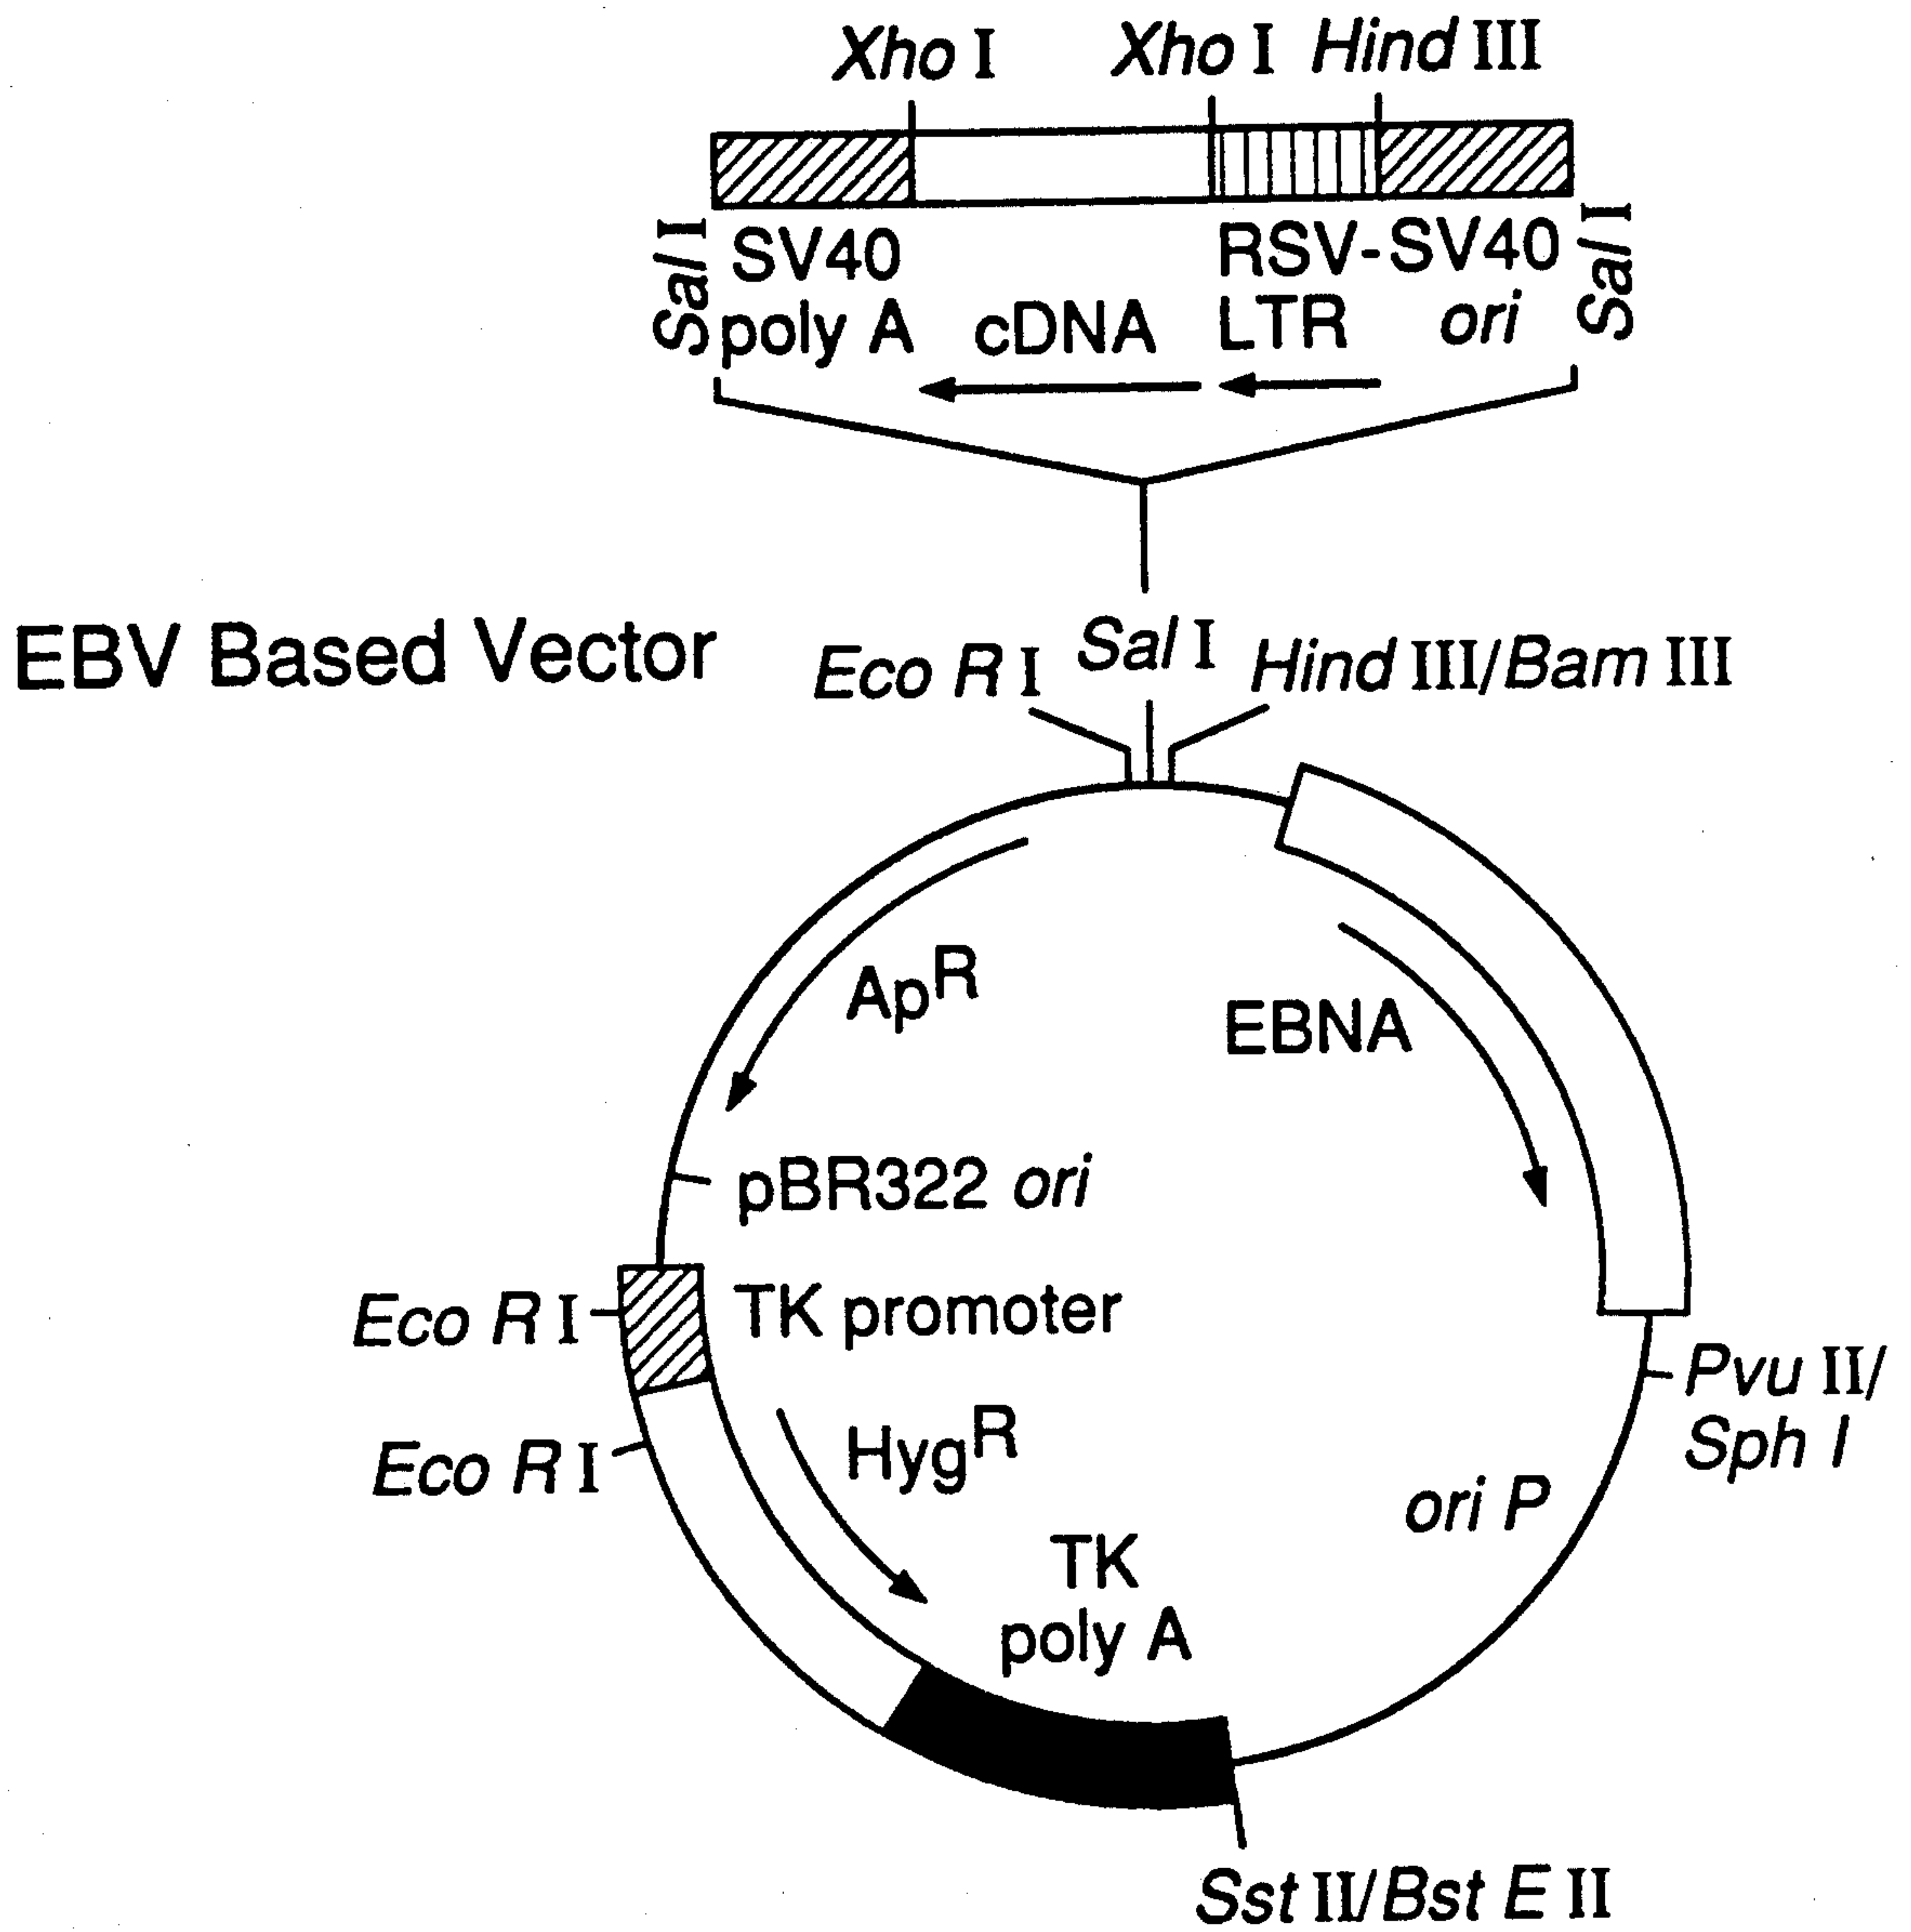 Xho I Xho I Hind III
Sal I
SV40
poly A
cDNA
RSV-SV40
LTR ori
Sal I
EBV Based Vector
Eco R I Sal I Hind III/Bam III
ApR
EBNA
pBR322 ori
Eco R I
TK promoter
Pvu II/
Sph I
Eco R I
HygR
ori P
TK
poly A
Sst II/Bst E II